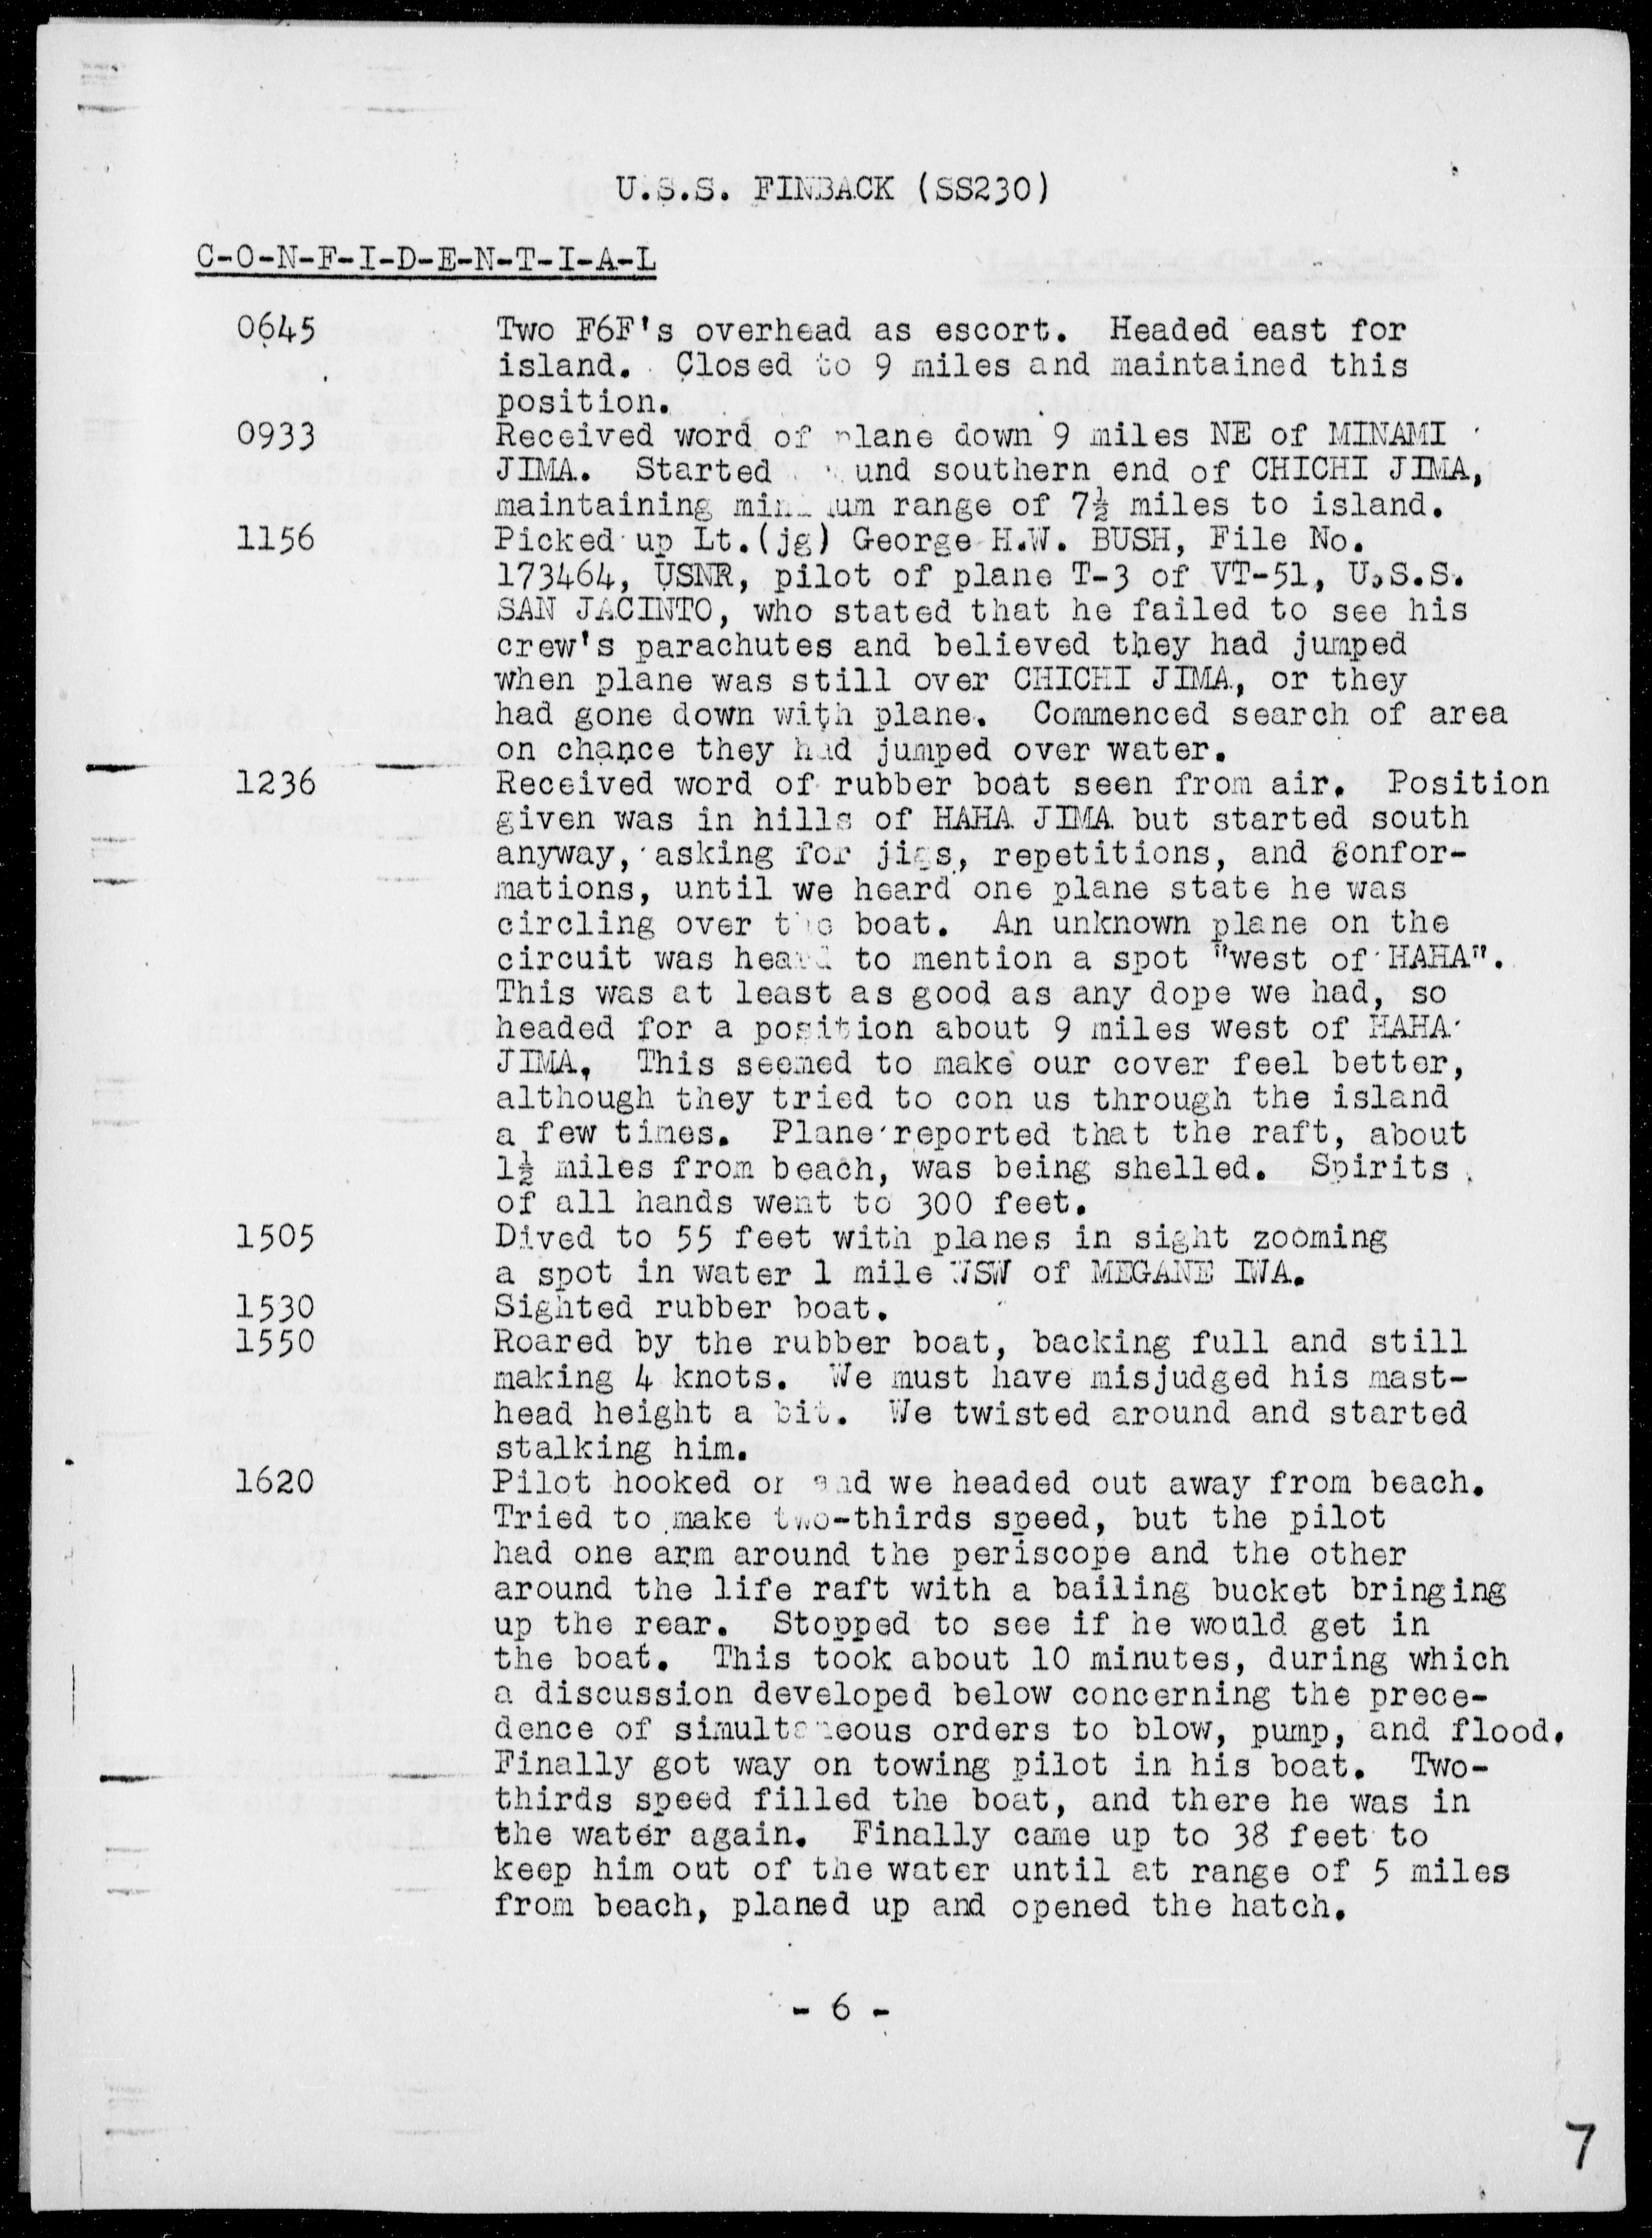 U.S.S. FINBACK (SS230)
C-O-N-F-I-D-E-N-T-I-A-L
0645 Two F6F's overhead as escort. Headed east for
island. Closed to 9 miles and maintained this
position.
0933 Received word of plane down 9 miles NE of MINAMI
JIMA. Started und southern end of CHICHI JIMA,
maintaining minimum range of 7½ miles to island.
1156 Picked up Lt.(jg) George H.W. BUSH, File No.
173464, USNR, pilot of plane T-3 of VT-51, U.S.S.
SAN JACINTO, who stated that he failed to see his
crew's parachutes and believed they had jumped
when plane was still over CHICHI JIMA, or they
had gone down with plane. Commenced search of area
on chance they had jumped over water.
1236 Received word of rubber boat seen from air. Position
given was in hills of HAHA JIMA but started south
anyway, asking for jigs, repetitions, and confor-
mations, until we heard one plane state he was
circling over the boat. An unknown plane on the
circuit was heard to mention a spot "west of HAHA".
This was at least as good as any dope we had, so
headed for a position about 9 miles west of HAHA
JIMA. This seemed to make our cover feel better,
although they tried to con us through the island
a few times. Plane reported that the raft, about
1½ miles from beach, was being shelled. Spirits
of all hands went to 300 feet.
1505 Dived to 55 feet with planes in sight zooming
a spot in water 1 mile WSW of MEGANE IWA.
1530 Sighted rubber boat.
1550 Roared by the rubber boat, backing full and still
making 4 knots. We must have misjudged his mast-
head height a bit. We twisted around and started
stalking him.
1620 Pilot hooked on and we headed out away from beach.
Tried to make two-thirds speed, but the pilot
had one arm around the periscope and the other
around the life raft with a bailing bucket bringing
up the rear. Stopped to see if he would get in
the boat. This took about 10 minutes, during which
a discussion developed below concerning the prece-
dence of simultaneous orders to blow, pump, and flood.
Finally got way on towing pilot in his boat. Two-
thirds speed filled the boat, and there he was in
the water again. Finally came up to 38 feet to
keep him out of the water until at range of 5 miles
from beach, planed up and opened the hatch.
- 6 -
7